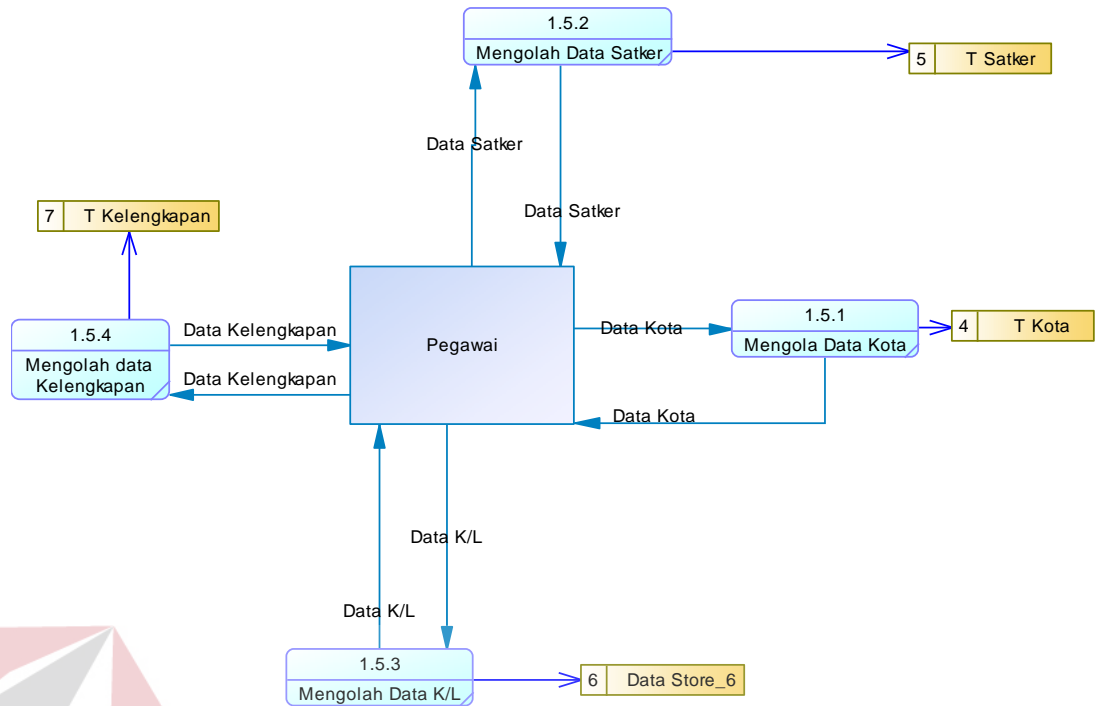 1.5.2
Mengolah Data Satker
5 T Satker
Data Satker
Data Satker
7 T Kelengkapan
1.5.4
Mengolah data
Kelengkapan
Data Kelengkapan
Data Kelengkapan
Pegawai
Data Kota
1.5.1
Mengola Data Kota
4 T Kota
Data Kota
Data K/L
Data K/L
1.5.3
Mengolah Data K/L
6 Data Store_6